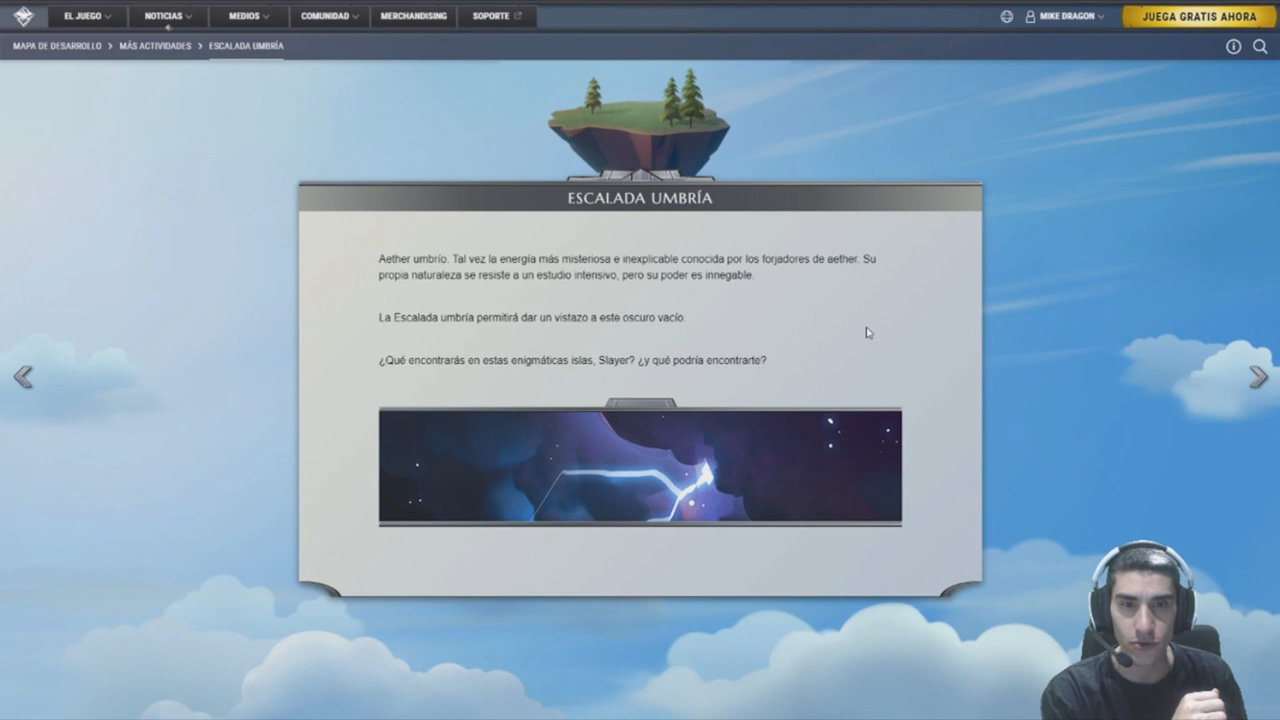 EL JUEGO
NOTICIAS
MEDIOS
COMUNIDAD
MERCHANDISING
SOPORTE
MIKE DRAGON
JUEGA GRATIS AHORA
MAPA DE DESARROLLO > MÁS ACTIVIDADES > ESCALADA UMBRÍA
ESCALADA UMBRÍA
Aether umbrío. Tal vez la energía más misteriosa e inexplicable conocida por los forjadores de aether. Su
propia naturaleza se resiste a un estudio intensivo, pero su poder es innegable.
La Escalada umbría permitirá dar un vistazo a este oscuro vacío.
¿Qué encontrarás en estas enigmáticas islas, Slayer? ¿y qué podría encontrarte?